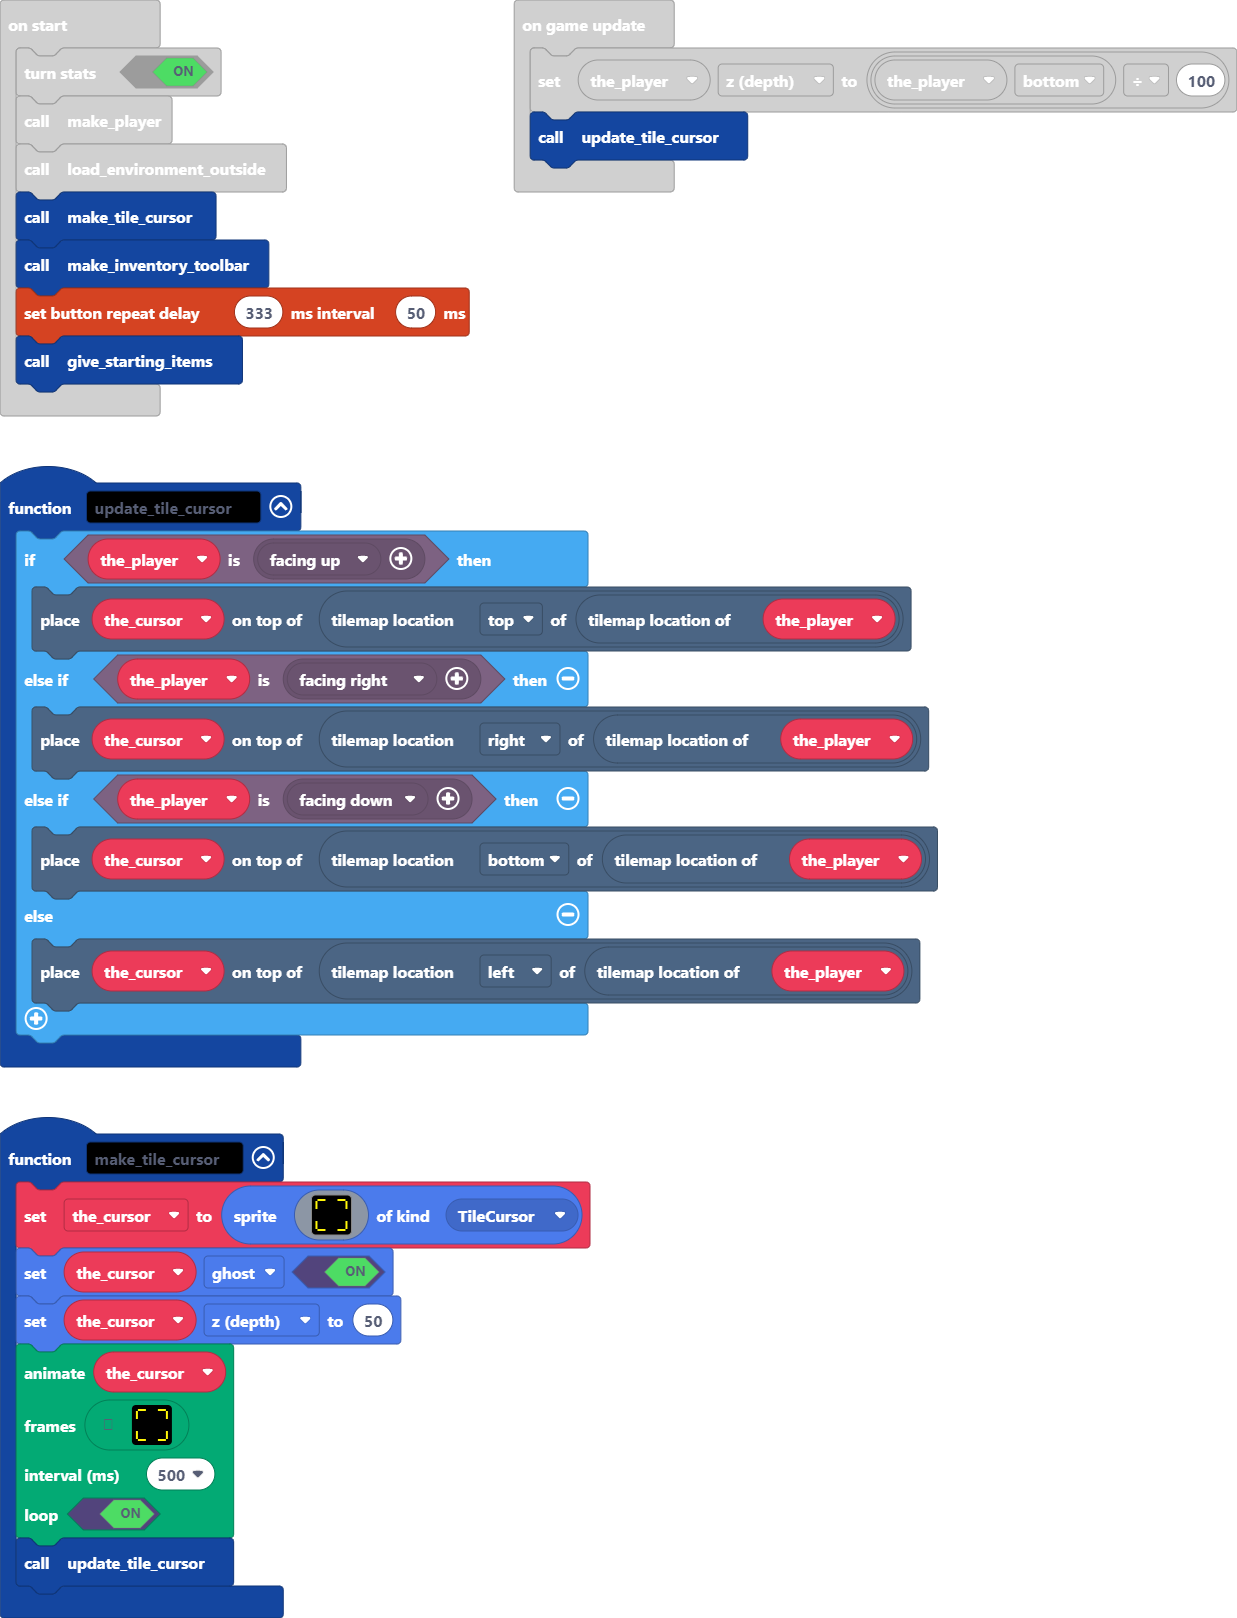 on start
turn stats ON
call make_player
call load_environment_outside
call make_tile_cursor
call make_inventory_toolbar
set button repeat delay 333 ms interval 50 ms
call give_starting_items
on game update
set the_player z (depth) to the_player bottom ÷ 100
call update_tile_cursor
function update_tile_cursor
if the_player is facing up then
place the_cursor on top of tilemap location top of tilemap location of the_player
else if the_player is facing right then
place the_cursor on top of tilemap location right of tilemap location of the_player
else if the_player is facing down then
place the_cursor on top of tilemap location bottom of tilemap location of the_player
else
place the_cursor on top of tilemap location left of tilemap location of the_player
function make_tile_cursor
set the_cursor to sprite of kind TileCursor
set the_cursor ghost ON
set the_cursor z (depth) to 50
animate the_cursor
frames
interval (ms) 500
loop ON
call update_tile_cursor